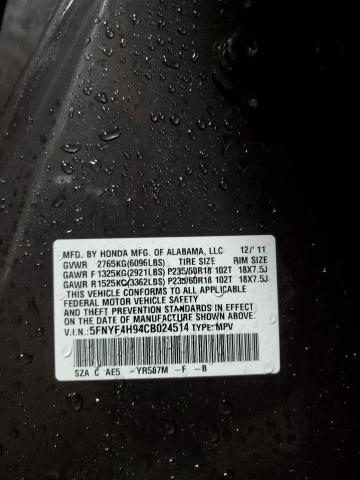 MFD. BY HONDA MFG. OF ALABAMA, LLC 12/' 11
GVWR 2765KG(6096LBS) TIRE SIZE RIM SIZE
GAWR F 1325KG(2921LBS) P235/60R18 102T 18X7.5J
GAWR R1525KG(3362LBS) P235/60R18 102T 18X7.5J
THIS VEHICLE CONFORMS TO ALL APPLICABLE
FEDERAL MOTOR VEHICLE SAFETY AND
THEFT PREVENTION STANDARDS IN EFFECT ON THE
DATE OF MANUFACTURE SHOWN ABOVE.
V.I.N.:5FNYF4H94CB024514 TYPE:MPV
SZA C AE5 -YR587M -F -B